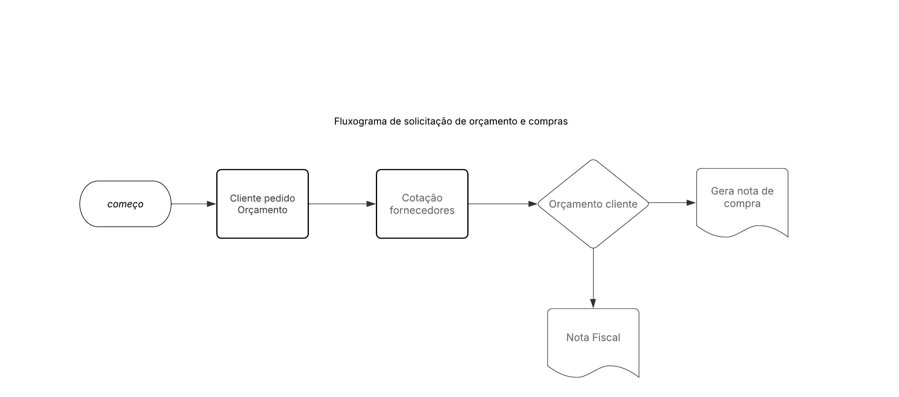 Fluxograma de solicitação de orçamento e compras
começo
Cliente pedido
Orçamento
Cotação
fornecedores
Orçamento cliente
Gera nota de
compra
Nota Fiscal